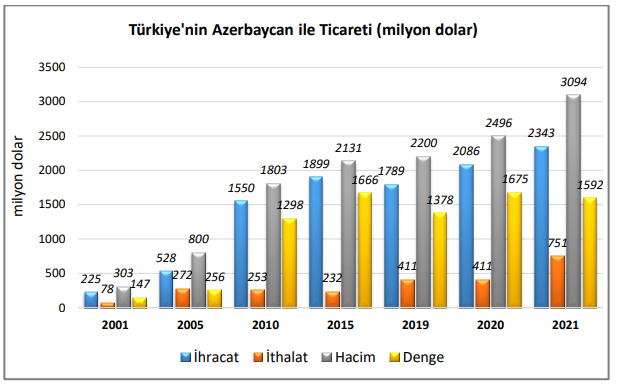 Türkiye'nin Azerbaycan ile Ticareti (milyon dolar)
milyon dolar
3500
3000
2500
2000
1500
1000
500
0
225 78 303 147
528 272 800 256
1550 253 1803 1298
1899 232 2131 1666
1789 411 2200 1378
2086 411 2496 1675
2343 751 3094 1592
2001 2005 2010 2015 2019 2020 2021
İhracat İthalat Hacim Denge